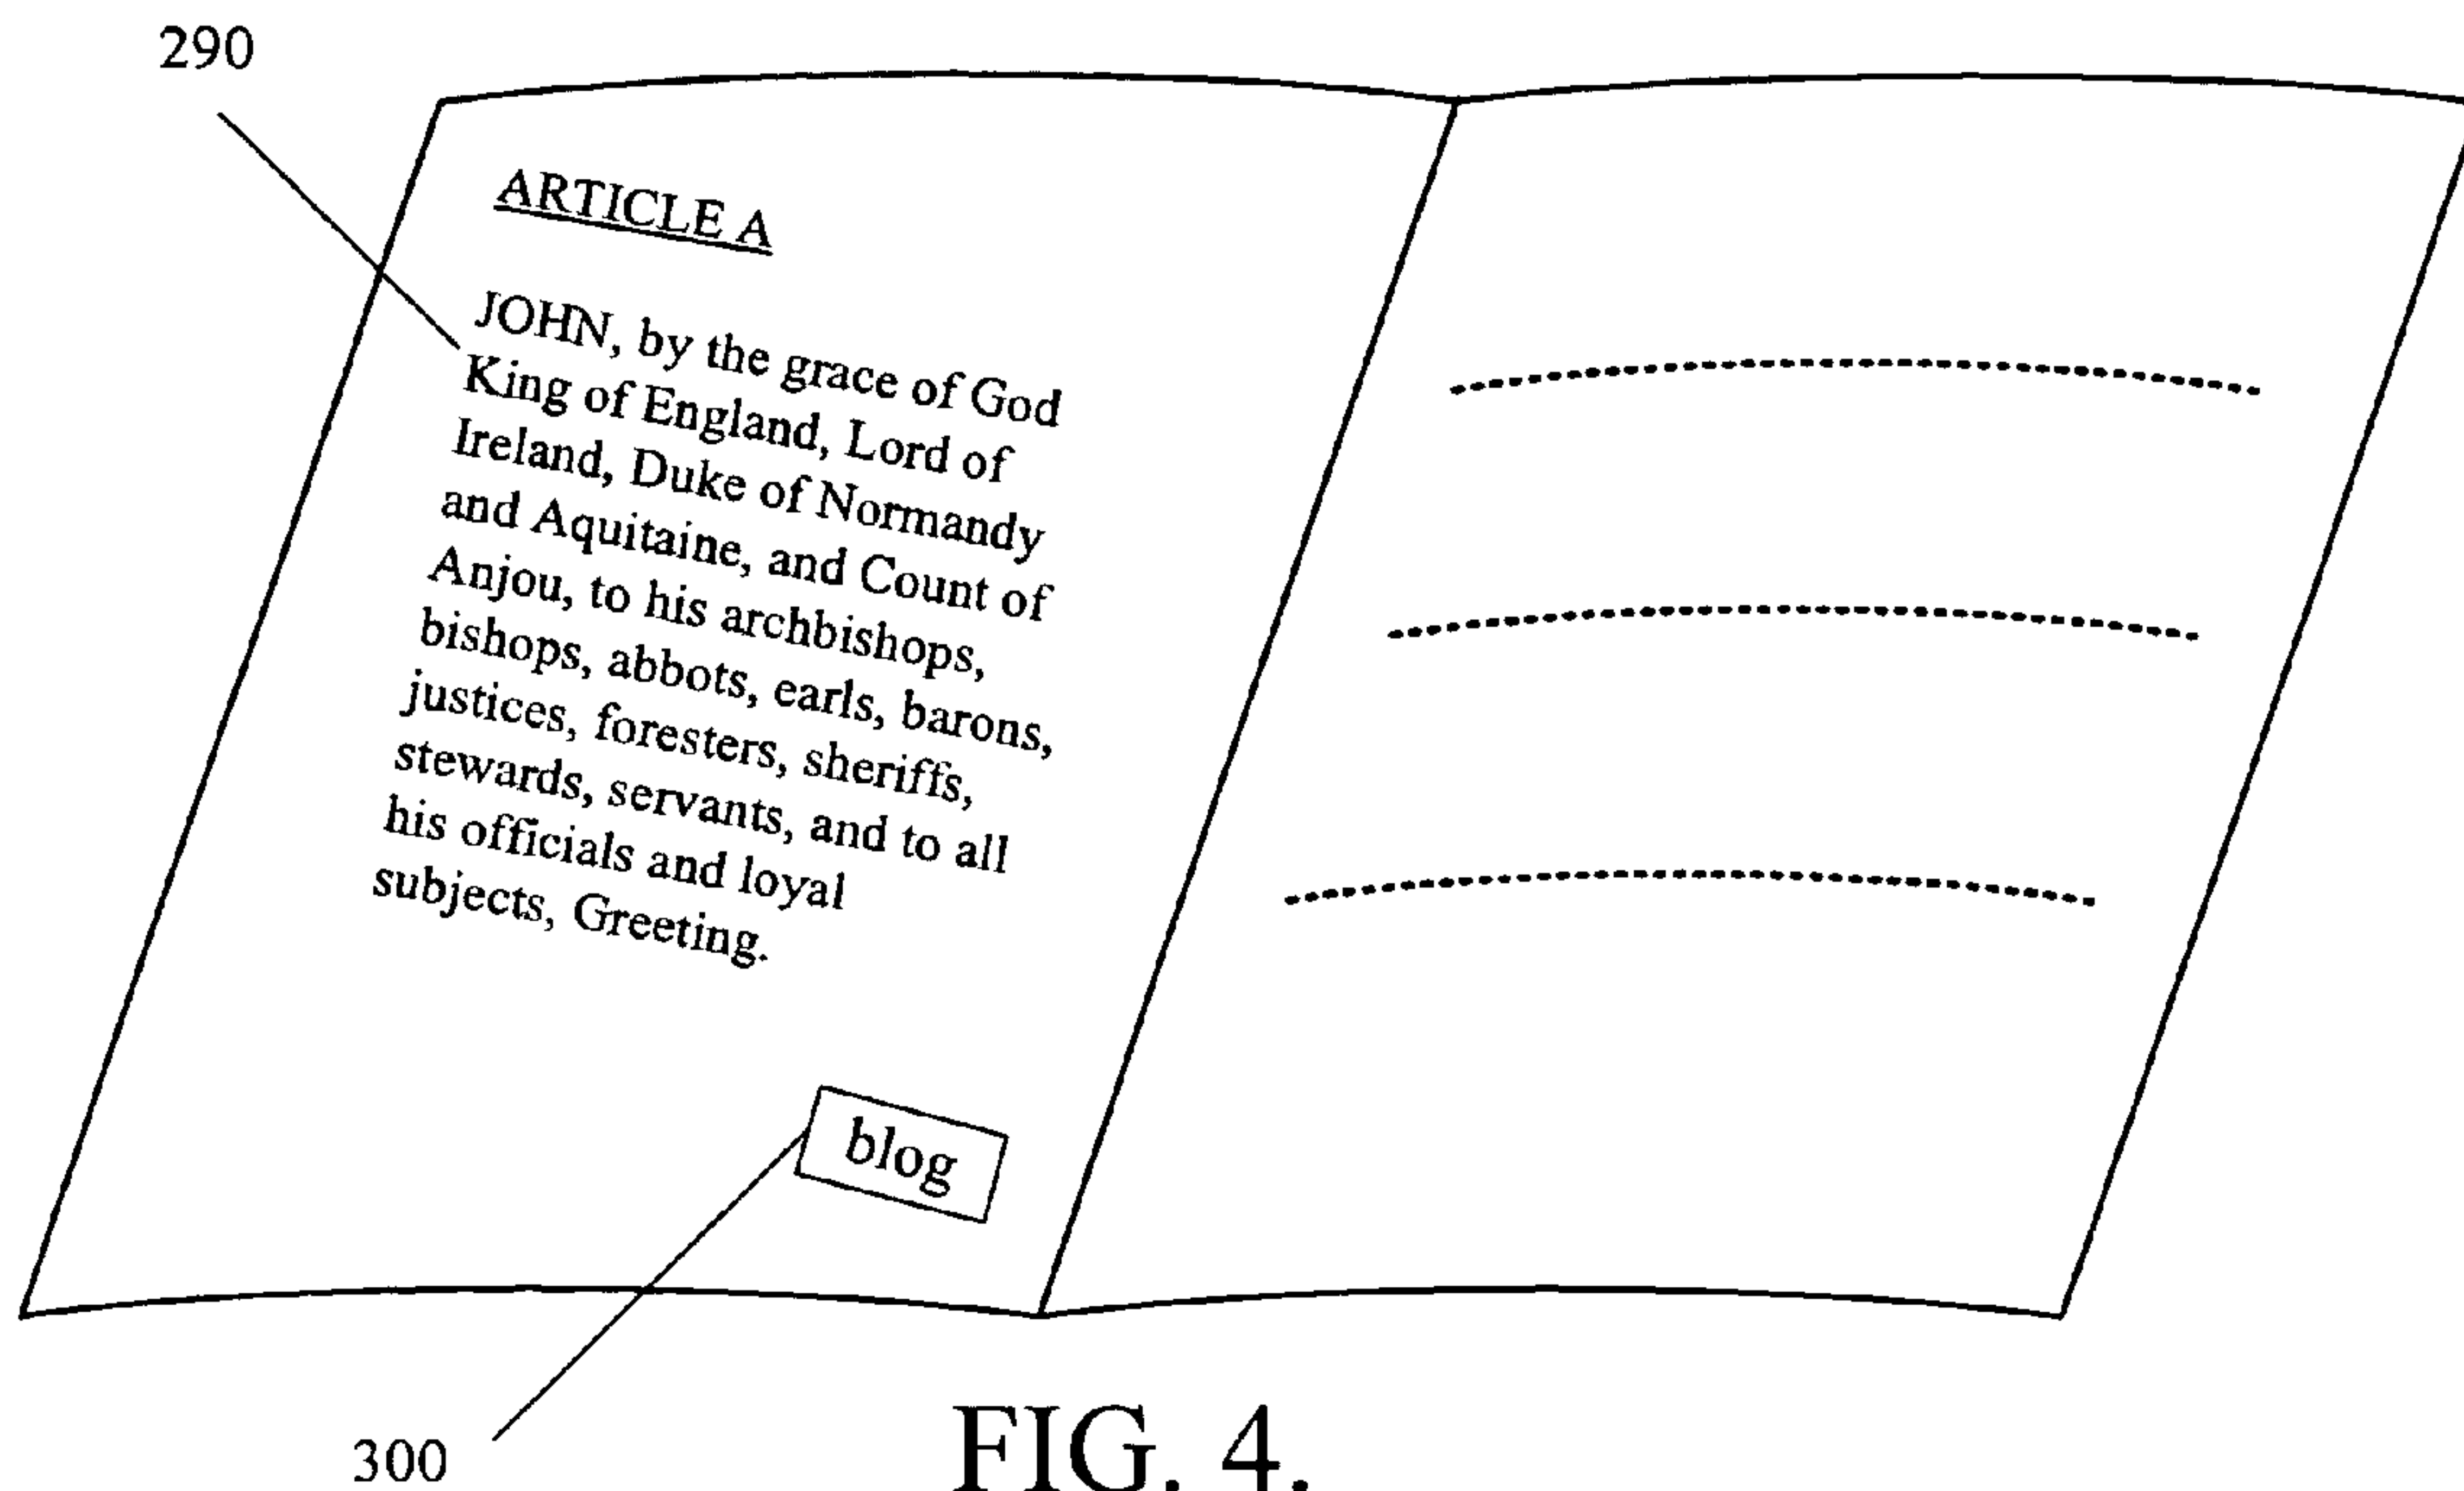 290
ARTICLE A
JOHN, by the grace of God
King of England, Lord of
Ireland, Duke of Normandy
and Aquitaine, and Count of
Anjou, to his archbishops,
bishops, abbots, earls, barons,
justices, foresters, sheriffs,
stewards, servants, and to all
his officials and loyal
subjects, Greeting.
blog
300
FIG. 4.